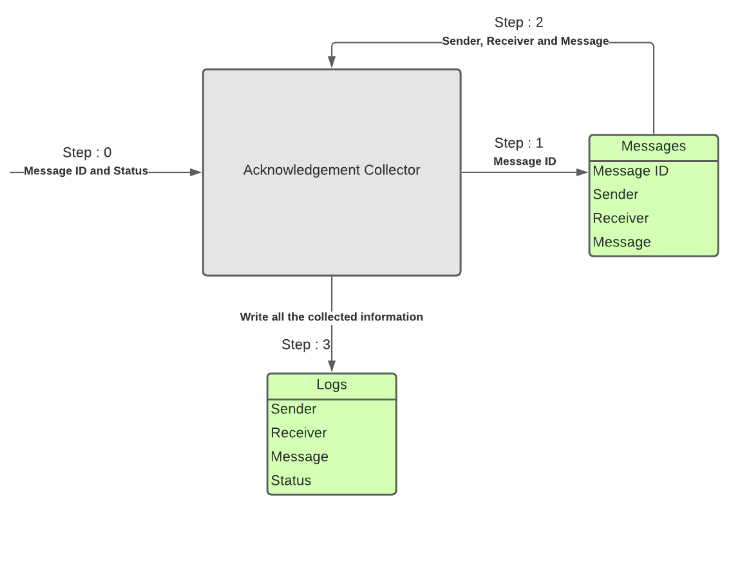 Step : 2
Sender, Receiver and Message
Step : 0
Message ID and Status
Acknowledgement Collector
Step : 1
Message ID
Messages
Message ID
Sender
Receiver
Message
Write all the collected information
Step : 3
Logs
Sender
Receiver
Message
Status